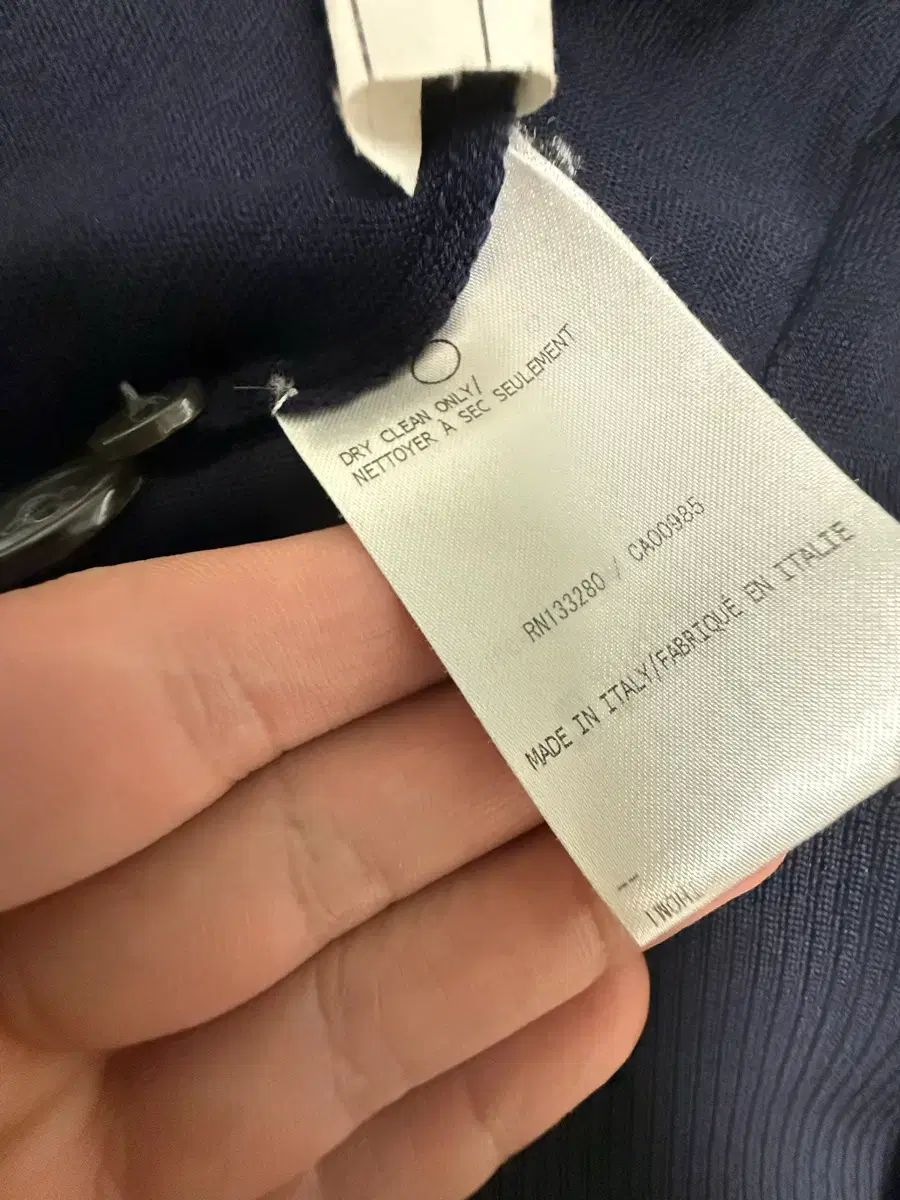 DRY CLEAN ONLY/
NETTOYER À SEC SEULEMENT
RN133280 / CA00985
MADE IN ITALY/FABRIQUÉ EN ITALIE